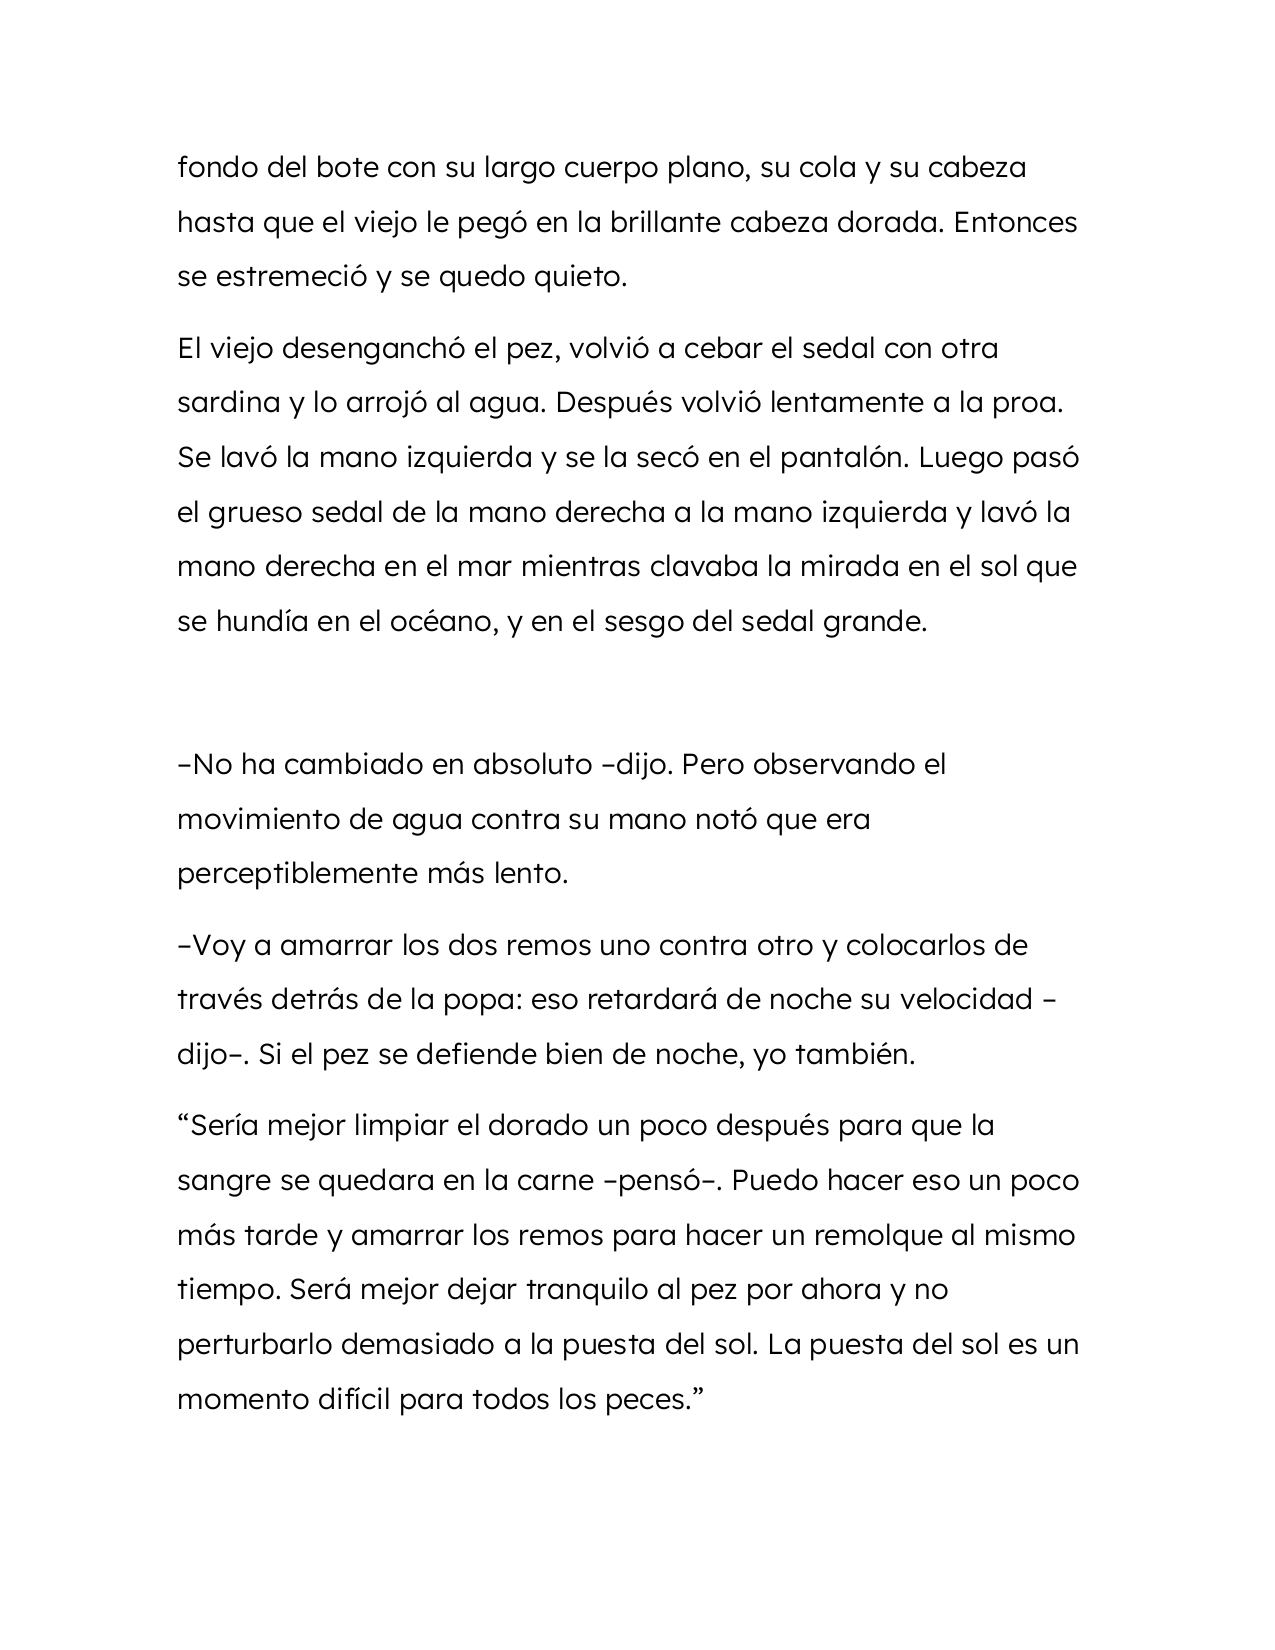 fondo del bote con su largo cuerpo plano, su cola y su cabeza
hasta que el viejo le pegó en la brillante cabeza dorada. Entonces
se estremeció y se quedo quieto.
El viejo desenganchó el pez, volvió a cebar el sedal con otra
sardina y lo arrojó al agua. Después volvió lentamente a la proa.
Se lavó la mano izquierda y se la secó en el pantalón. Luego pasó
el grueso sedal de la mano derecha a la mano izquierda y lavó la
mano derecha en el mar mientras clavaba la mirada en el sol que
se hundía en el océano, y en el sesgo del sedal grande.
–No ha cambiado en absoluto –dijo. Pero observando el
movimiento de agua contra su mano notó que era
perceptiblemente más lento.
–Voy a amarrar los dos remos uno contra otro y colocarlos de
través detrás de la popa: eso retardará de noche su velocidad –
dijo–. Si el pez se defiende bien de noche, yo también.
“Sería mejor limpiar el dorado un poco después para que la
sangre se quedara en la carne –pensó–. Puedo hacer eso un poco
más tarde y amarrar los remos para hacer un remolque al mismo
tiempo. Será mejor dejar tranquilo al pez por ahora y no
perturbarlo demasiado a la puesta del sol. La puesta del sol es un
momento difícil para todos los peces.”